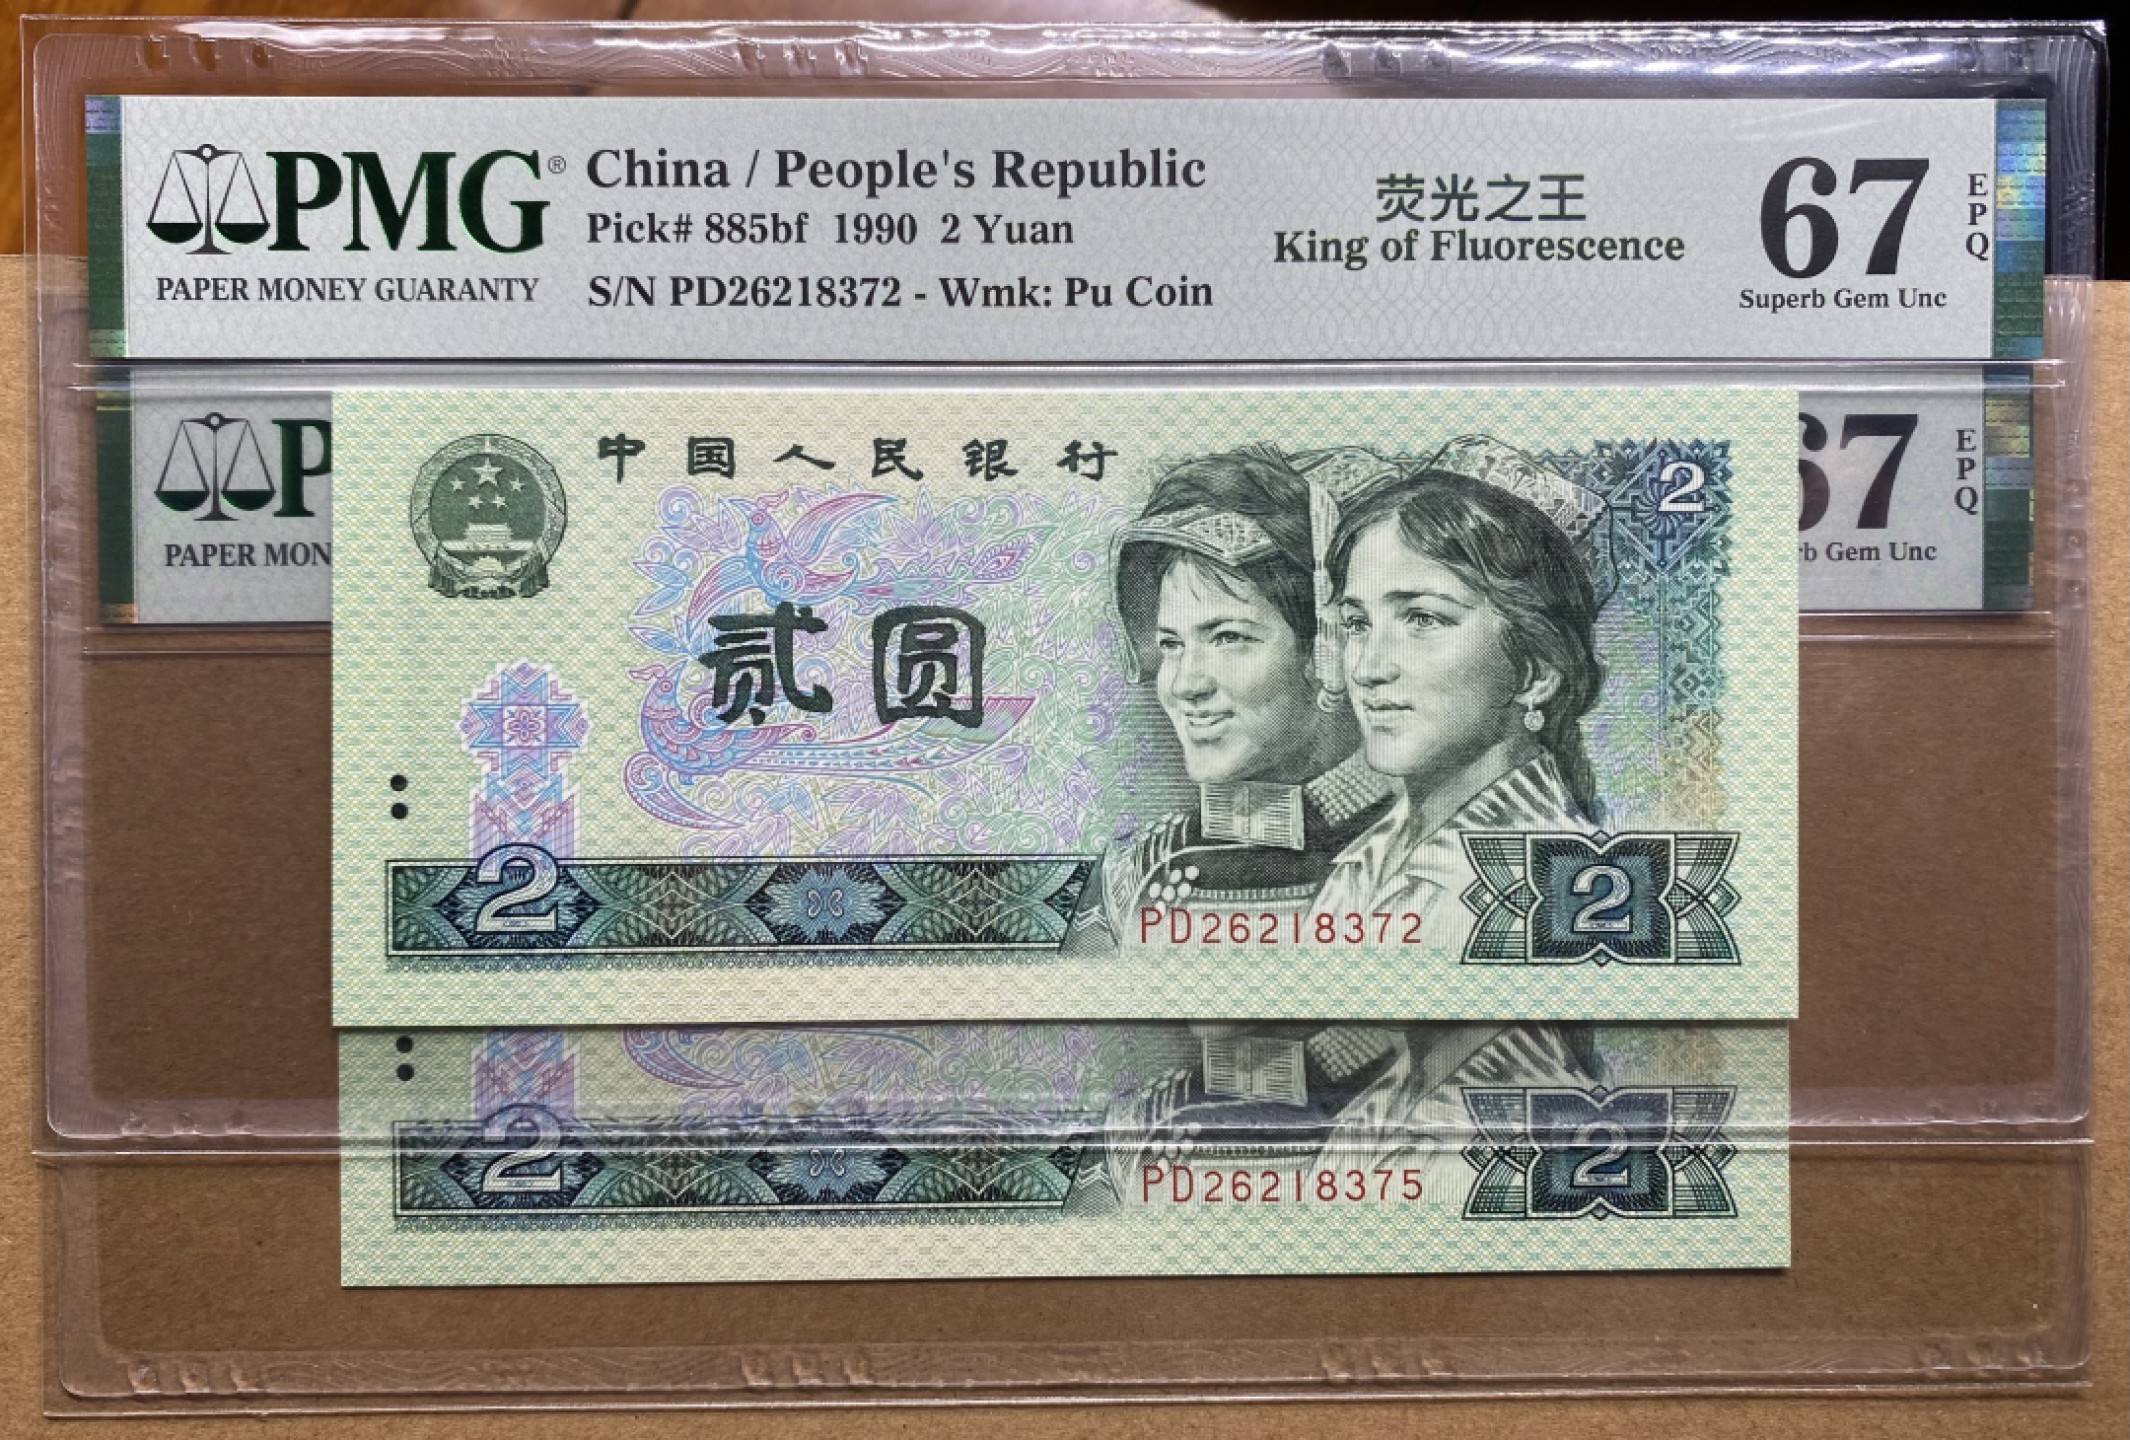 PMG®
PAPER MONEY GUARANTY
China / People's Republic
Pick# 885bf 1990 2 Yuan
S/N PD26218372 - Wmk: Pu Coin
荧光之王
King of Fluorescence
67
EPQ
Superb Gem Unc
P
PAPER MON
67
EPQ
rb Gem Unc
中国人民银行
2
贰圆
2
PD26218372
2
2
PD26218375
2